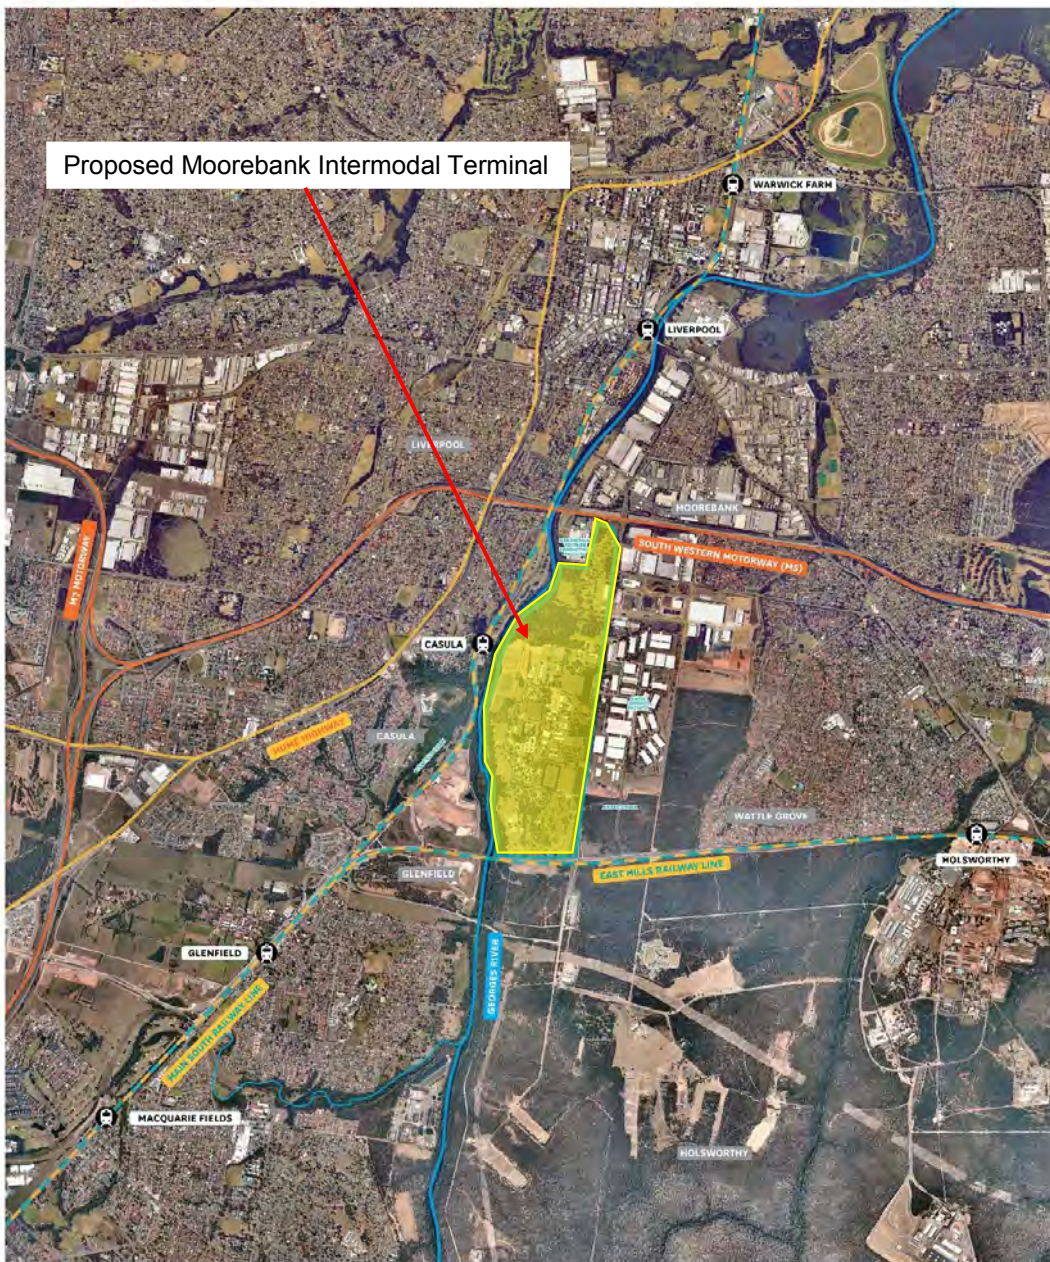 Proposed Moorebank Intermodal Terminal
WARWICK FARM
LIVERPOOL
LIVERPOOL
MOOREBANK
SOUTH WESTERN MOTORWAY (M5)
M7 MOTORWAY
CASULA
HUME HIGHWAY
CASULA
WATTLE GROVE
HOLSWORTHY
EAST HILLS RAILWAY LINE
GLENFIELD
GLENFIELD
GEORGES RIVER
MAIN SOUTH RAILWAY LINE
MACQUARIE FIELDS
HOLSWORTHY